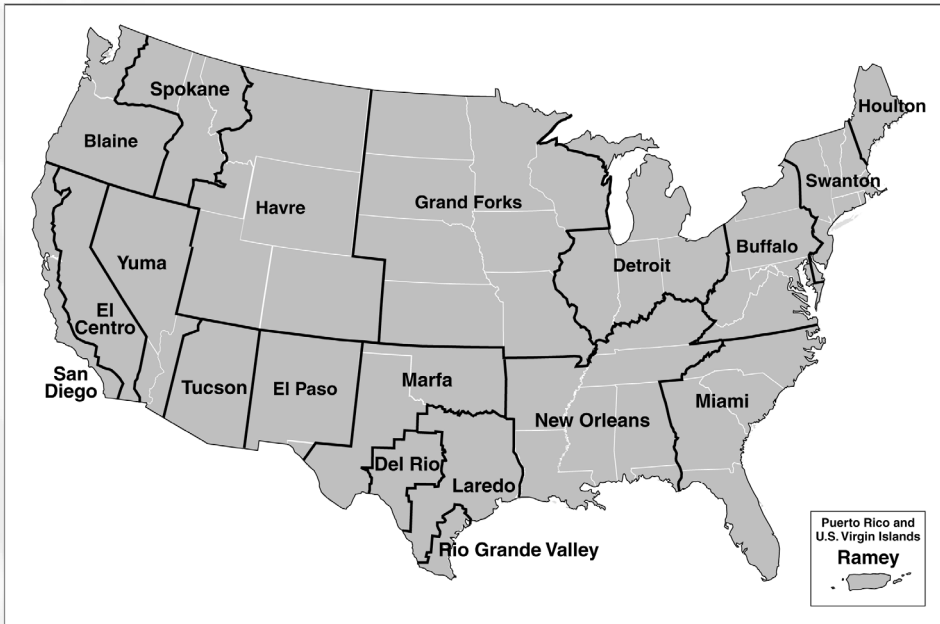 Spokane
Houlton
Blaine
Swanton
Havre
Grand Forks
Buffalo
Yuma
Detroit
El
Centro
San
Diego
Tucson
El Paso
Marfa
Miami
New Orleans
Del Rio
Laredo
Rio Grande Valley
Puerto Rico and
U.S. Virgin Islands
Ramey